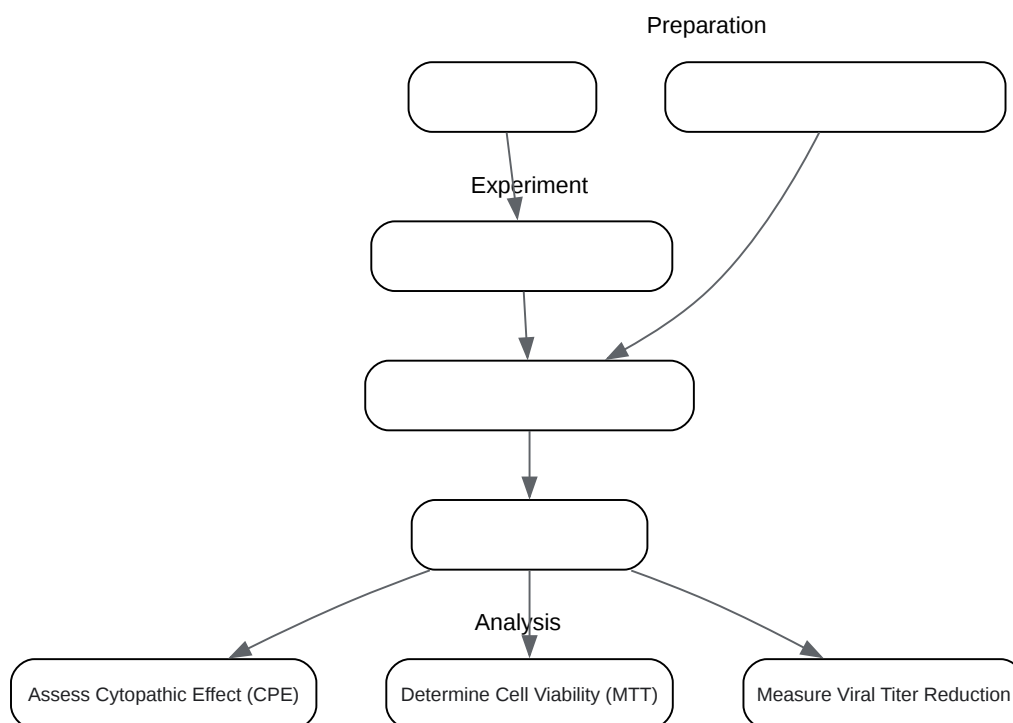 Preparation
Experiment
Analysis
Assess Cytopathic Effect (CPE)
Determine Cell Viability (MTT)
Measure Viral Titer Reduction